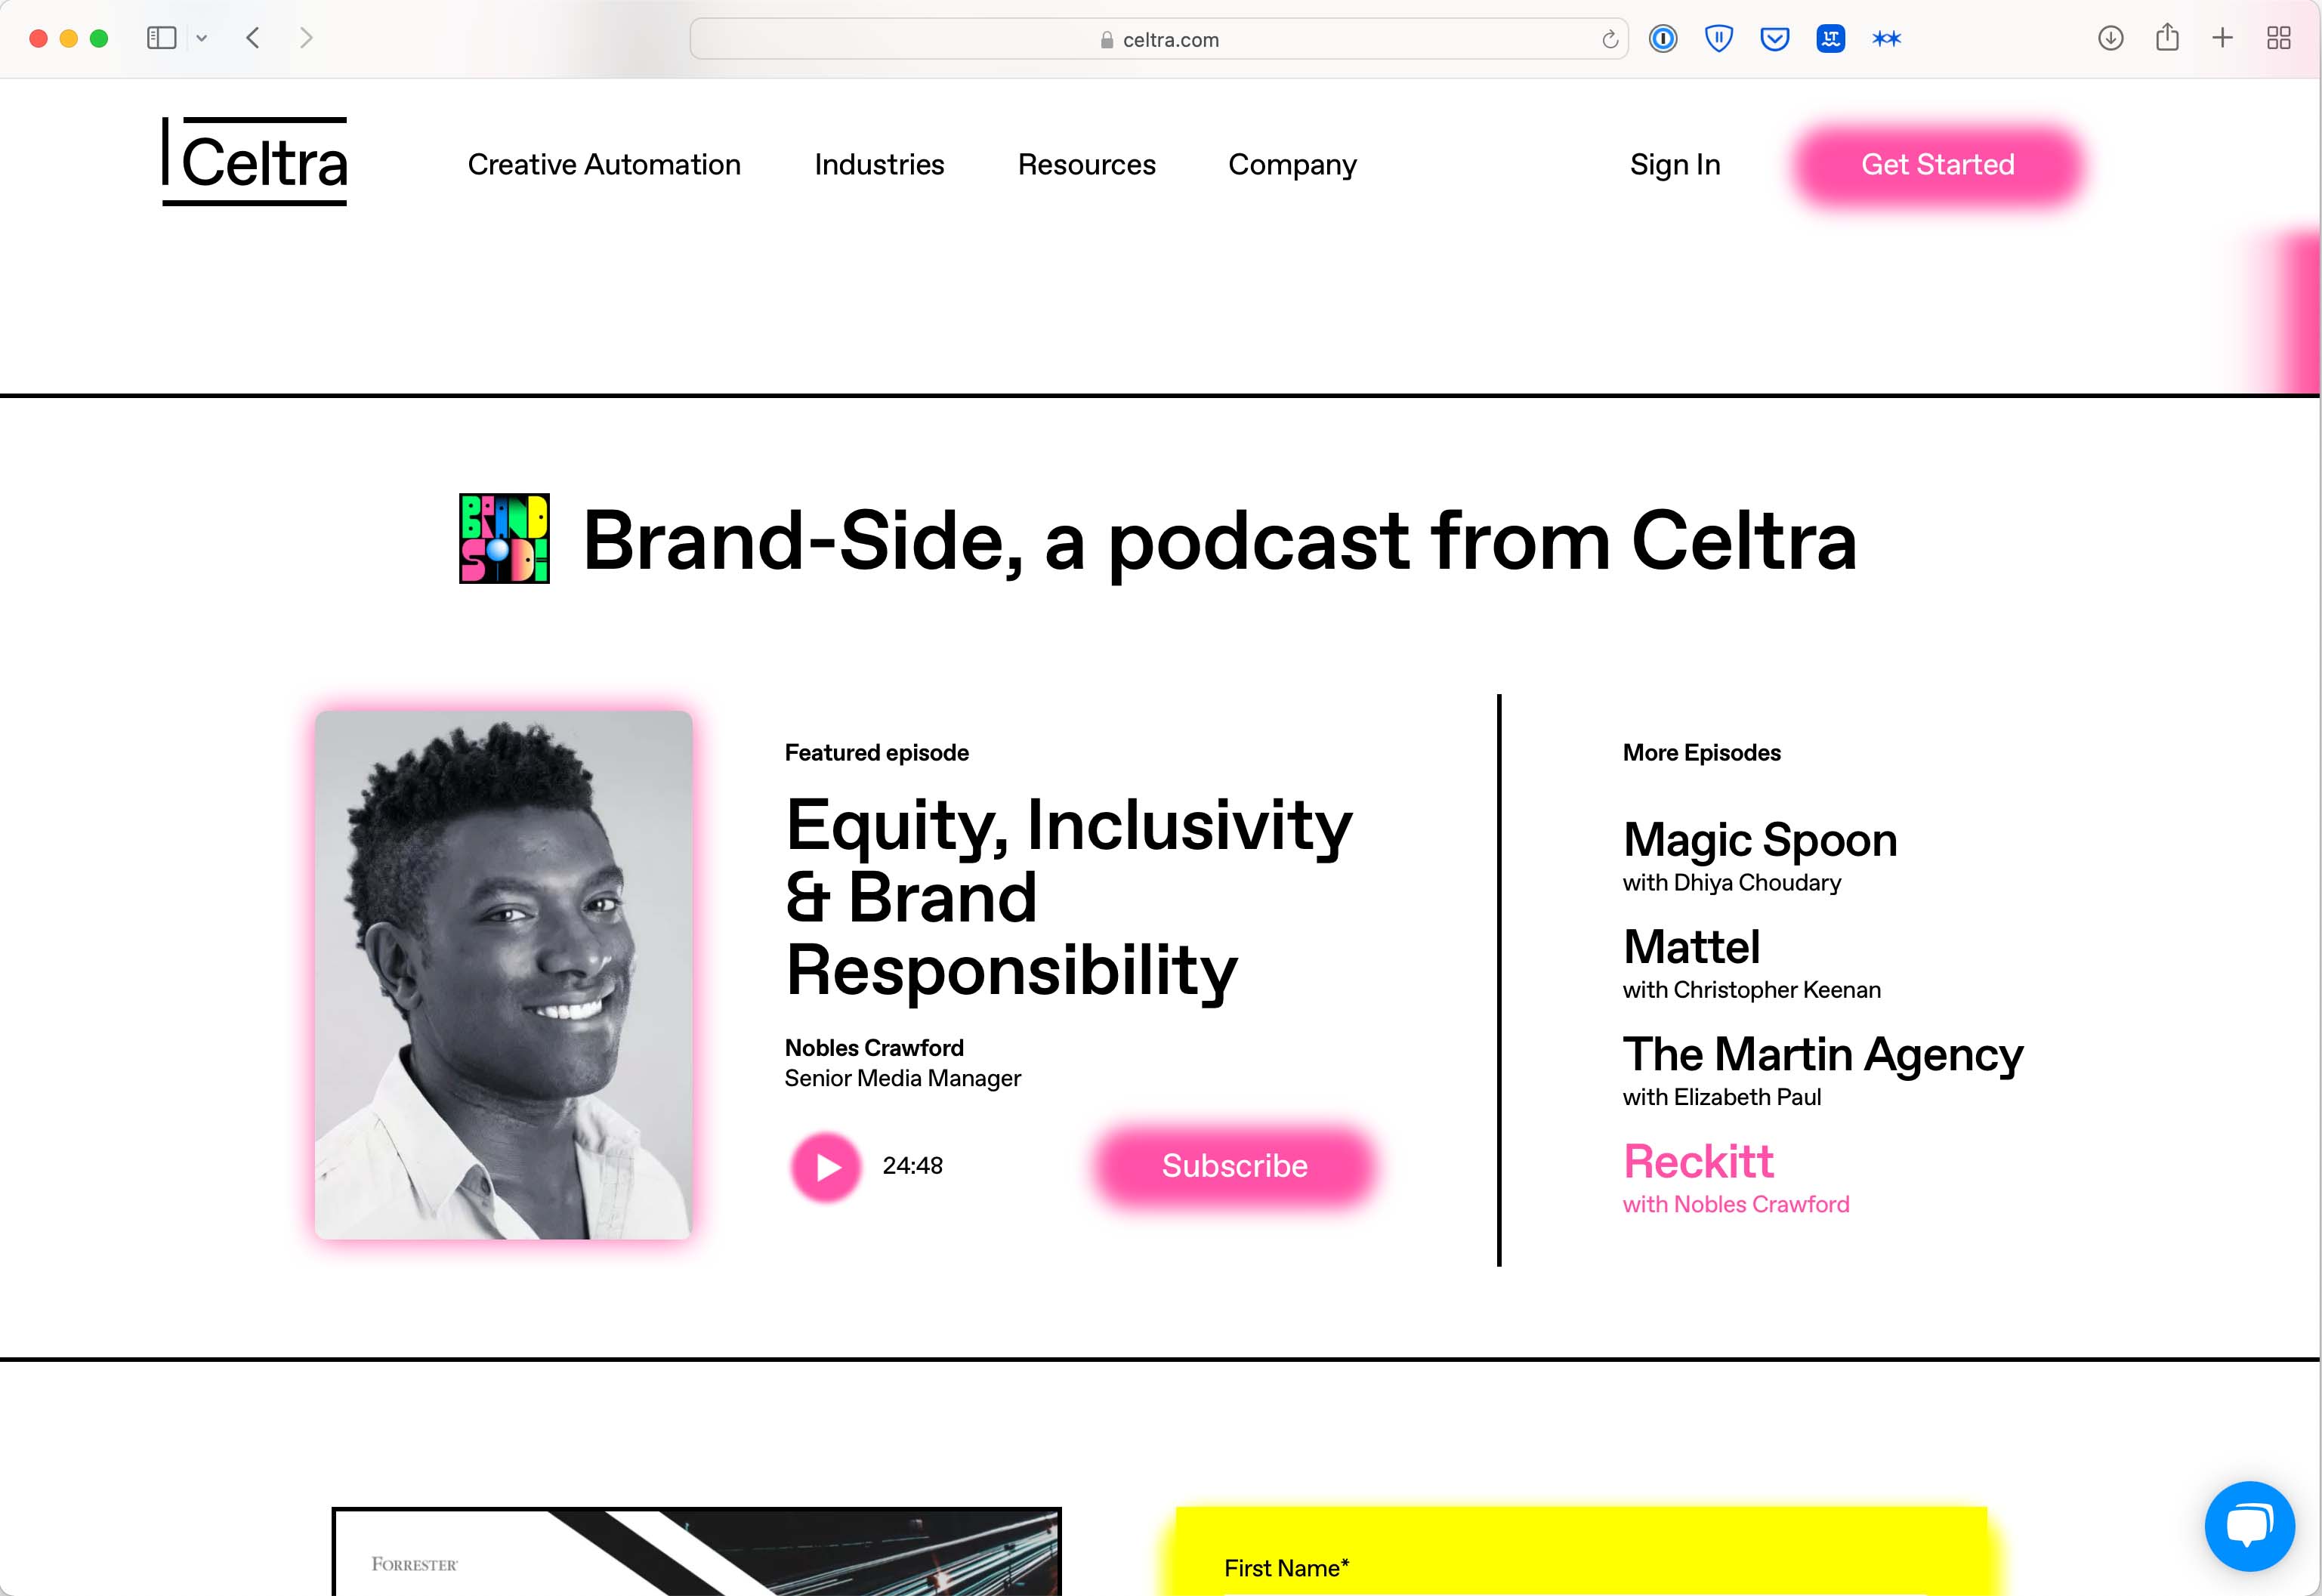 celtra.com
Celtra
Creative Automation
Industries
Resources
Company
Sign In
Get Started
BRAND
SIDE
Brand-Side, a podcast from Celtra
Featured episode
Equity, Inclusivity
& Brand
Responsibility
Nobles Crawford
Senior Media Manager
24:48
Subscribe
More Episodes
Magic Spoon
with Dhiya Choudary
Mattel
with Christopher Keenan
The Martin Agency
with Elizabeth Paul
Reckitt
with Nobles Crawford
FORRESTER
First Name*